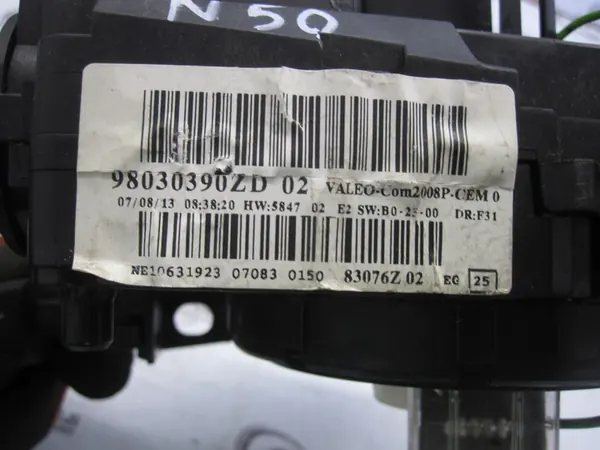 N50
98030390ZD 02 VALEO-Com2008P-CEM 0
07/08/13 08:38:20 HW:5847 02 E2 SW:B0-23-00 DR:F31
NE10631923 07083 0150 83076Z 02 EG 25